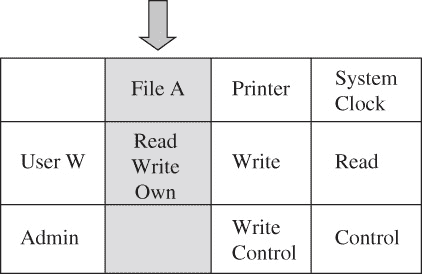 File A Printer System
Clock
User W Read
Write
Own Write Read
Admin Write
Control Control